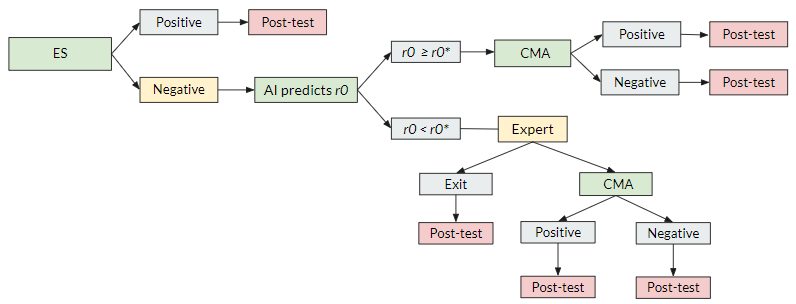 ES
Positive
Post-test
Negative
AI predicts r0
r0 ≥ r0*
CMA
Positive
Post-test
Negative
Post-test
r0 < r0*
Expert
Exit
Post-test
CMA
Positive
Post-test
Negative
Post-test